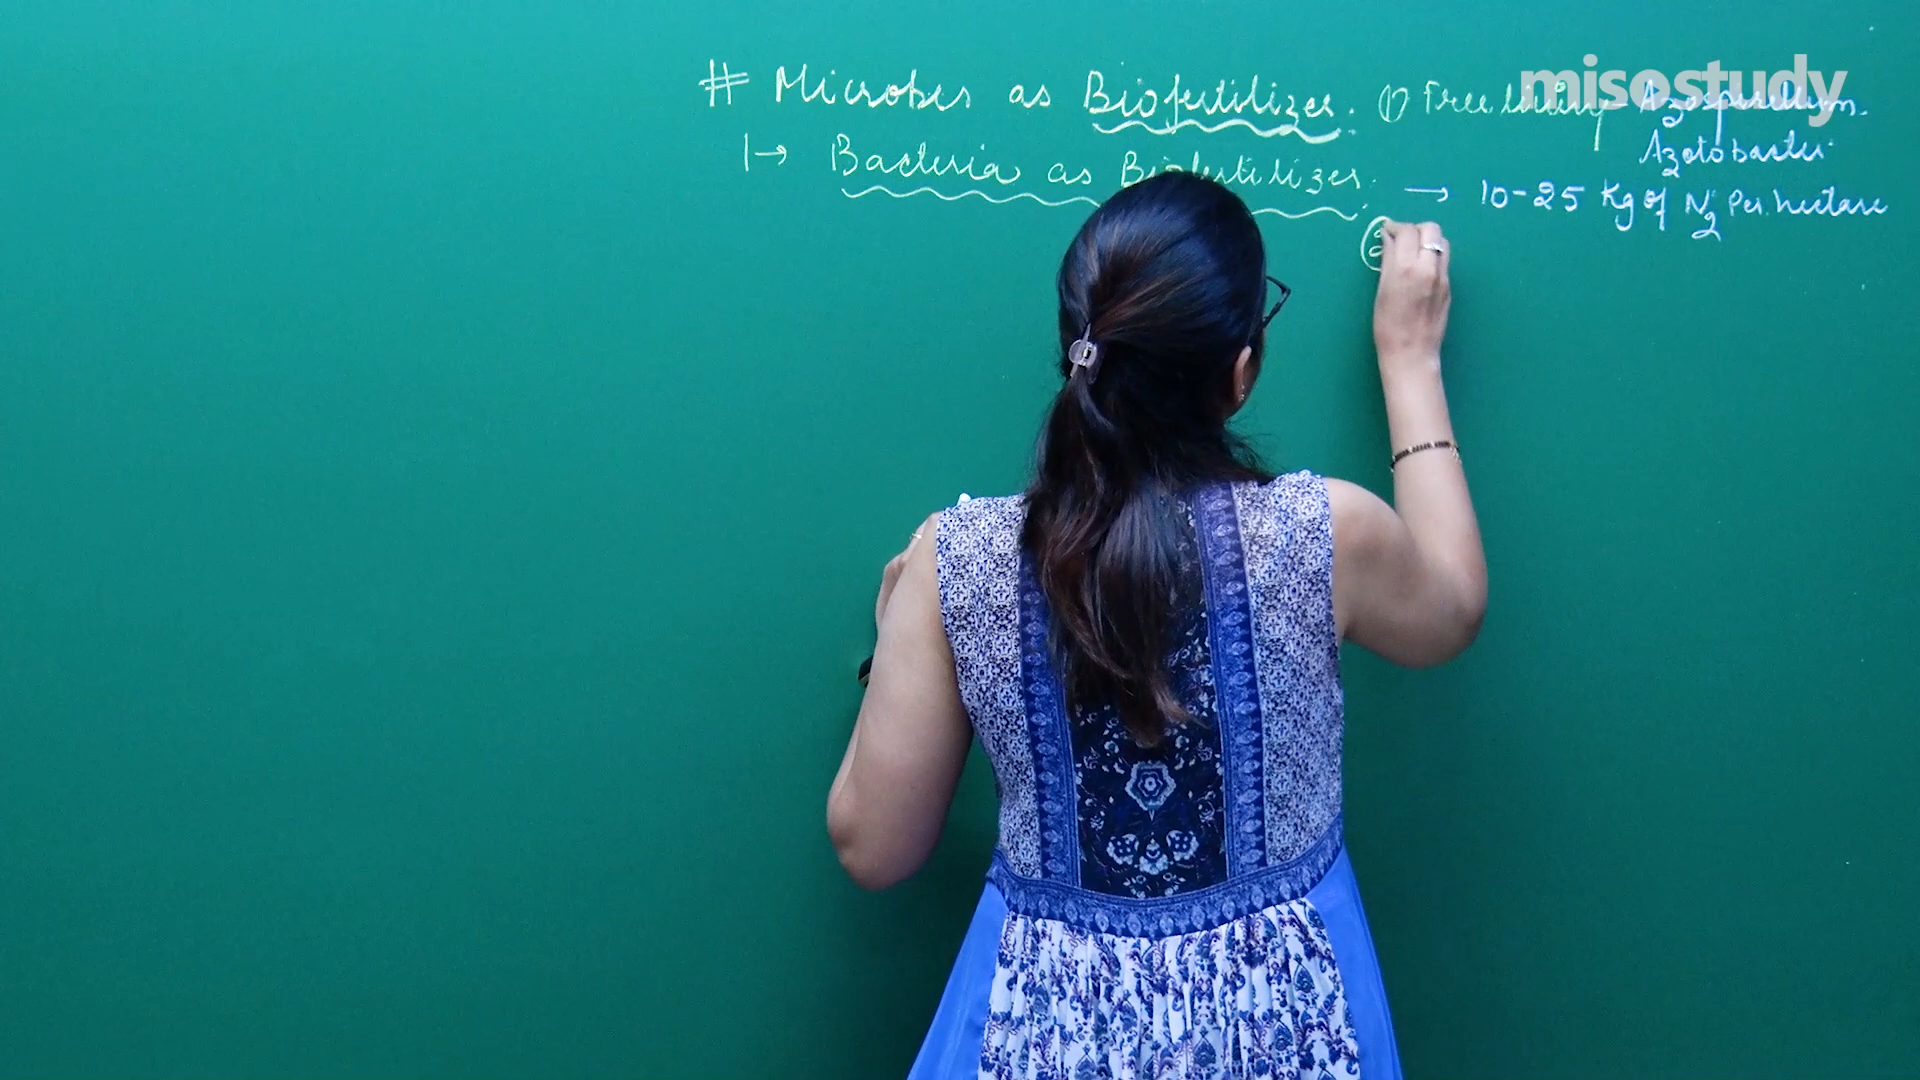 misostudy
# Microbes as Biofertilizer. ① Free living - Azospirillum.
Azotobacter
1→ Bacteria as Biofertilizer. → 10-25 Kg of N2 Per. hectare
2